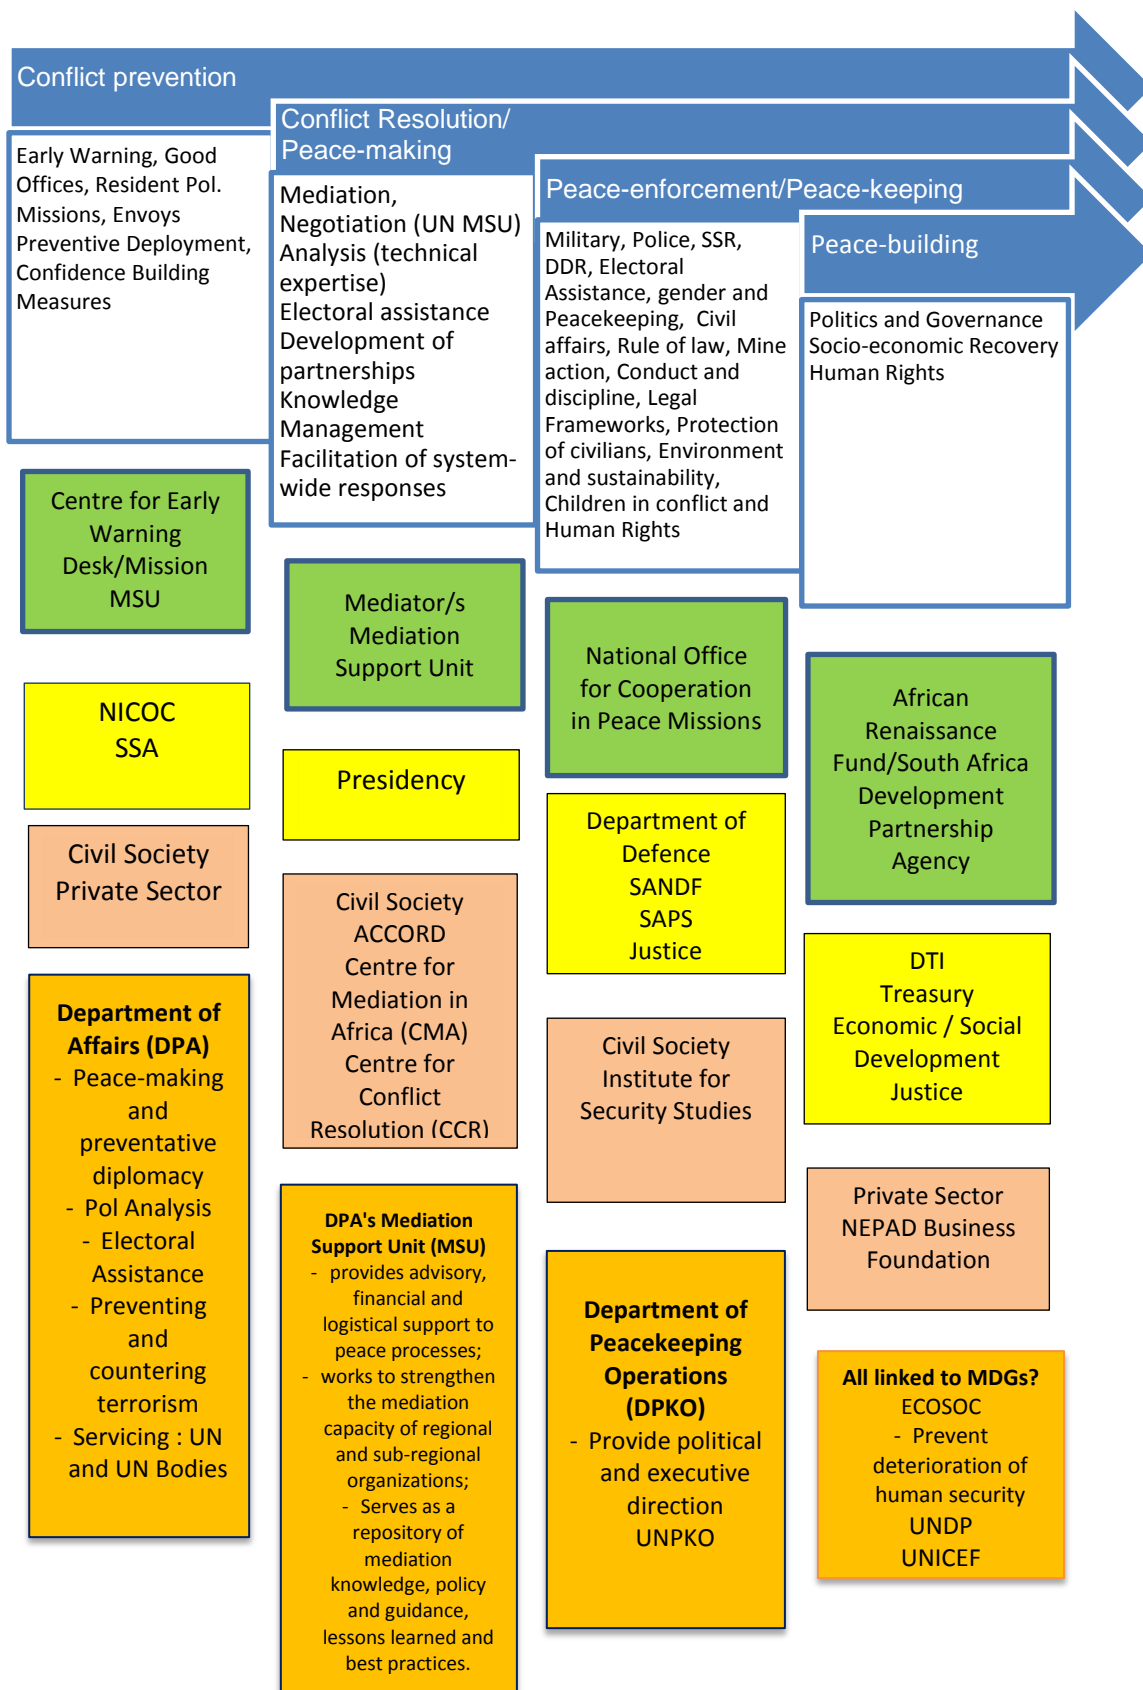 Conflict prevention
Early Warning, Good
Offices, Resident Pol.
Missions, Envoys
Preventive Deployment,
Confidence Building
Measures
Centre for Early
Warning
Desk/Mission
MSU
NICOC
SSA
Civil Society
Private Sector
Department of
Affairs (DPA)
- Peace-making
and
preventative
diplomacy
- Pol Analysis
- Electoral
Assistance
- Preventing
and
countering
terrorism
- Servicing : UN
and UN Bodies
Conflict Resolution/
Peace-making
Mediation,
Negotiation (UN MSU)
Analysis (technical
expertise)
Electoral assistance
Development of
partnerships
Knowledge
Management
Facilitation of system-
wide responses
Mediator/s
Mediation
Support Unit
Presidency
Civil Society
ACCORD
Centre for
Mediation in
Africa (CMA)
Centre for
Conflict
Resolution (CCR)
DPA's Mediation
Support Unit (MSU)
- provides advisory,
financial and
logistical support to
peace processes;
- works to strengthen
the mediation
capacity of regional
and sub-regional
organizations;
- Serves as a
repository of
mediation
knowledge, policy
and guidance,
lessons learned and
best practices.
Peace-enforcement/Peace-keeping
Military, Police, SSR,
DDR, Electoral
Assistance, gender and
Peacekeeping, Civil
affairs, Rule of law, Mine
action, Conduct and
discipline, Legal
Frameworks, Protection
of civilians, Environment
and sustainability,
Children in conflict and
Human Rights
National Office
for Cooperation
in Peace Missions
Department of
Defence
SANDF
SAPS
Justice
Civil Society
Institute for
Security Studies
Department of
Peacekeeping
Operations
(DPKO)
- Provide political
and executive
direction
UNPKO
Peace-building
Politics and Governance
Socio-economic Recovery
Human Rights
African
Renaissance
Fund/South Africa
Development
Partnership
Agency
DTI
Treasury
Economic / Social
Development
Justice
Private Sector
NEPAD Business
Foundation
All linked to MDGs?
ECOSOC
- Prevent
deterioration of
human security
UNDP
UNICEF